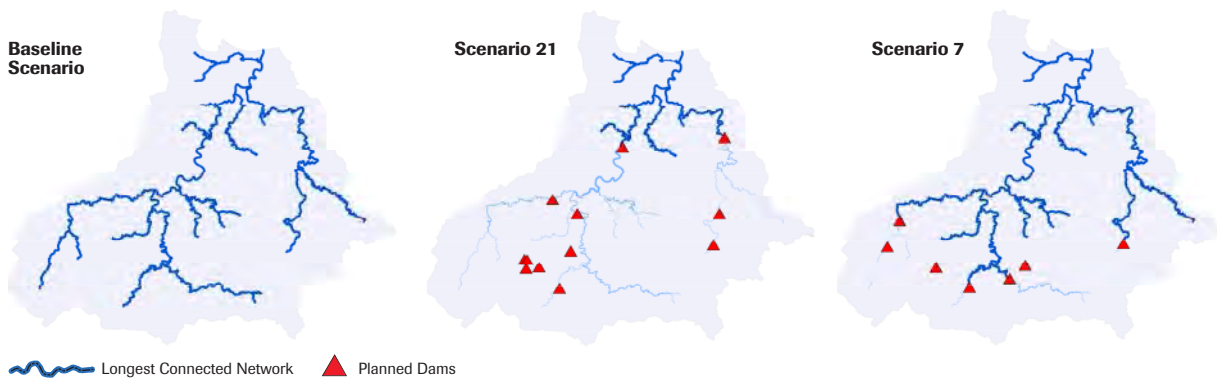 Baseline
Scenario
Scenario 21
Scenario 7
Longest Connected Network
Planned Dams